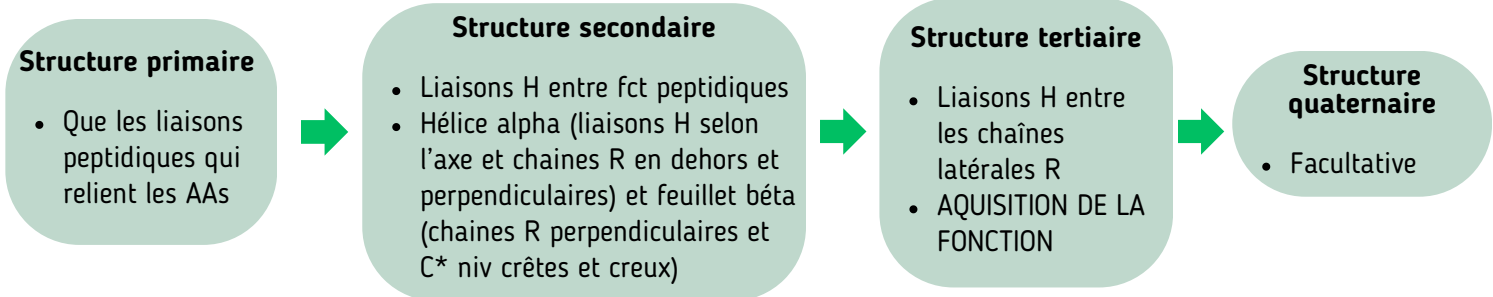 Structure primaire
• Que les liaisons
peptidiques qui
relient les AAs
Structure secondaire
• Liaisons H entre fct peptidiques
• Hélice alpha (liaisons H selon
l'axe et chaines R en dehors et
perpendiculaires) et feuillet béta
(chaines R perpendiculaires et
C* niv crêtes et creux)
Structure tertiaire
• Liaisons H entre
les chaînes
latérales R
• AQUISITION DE LA
FONCTION
Structure
quaternaire
• Facultative